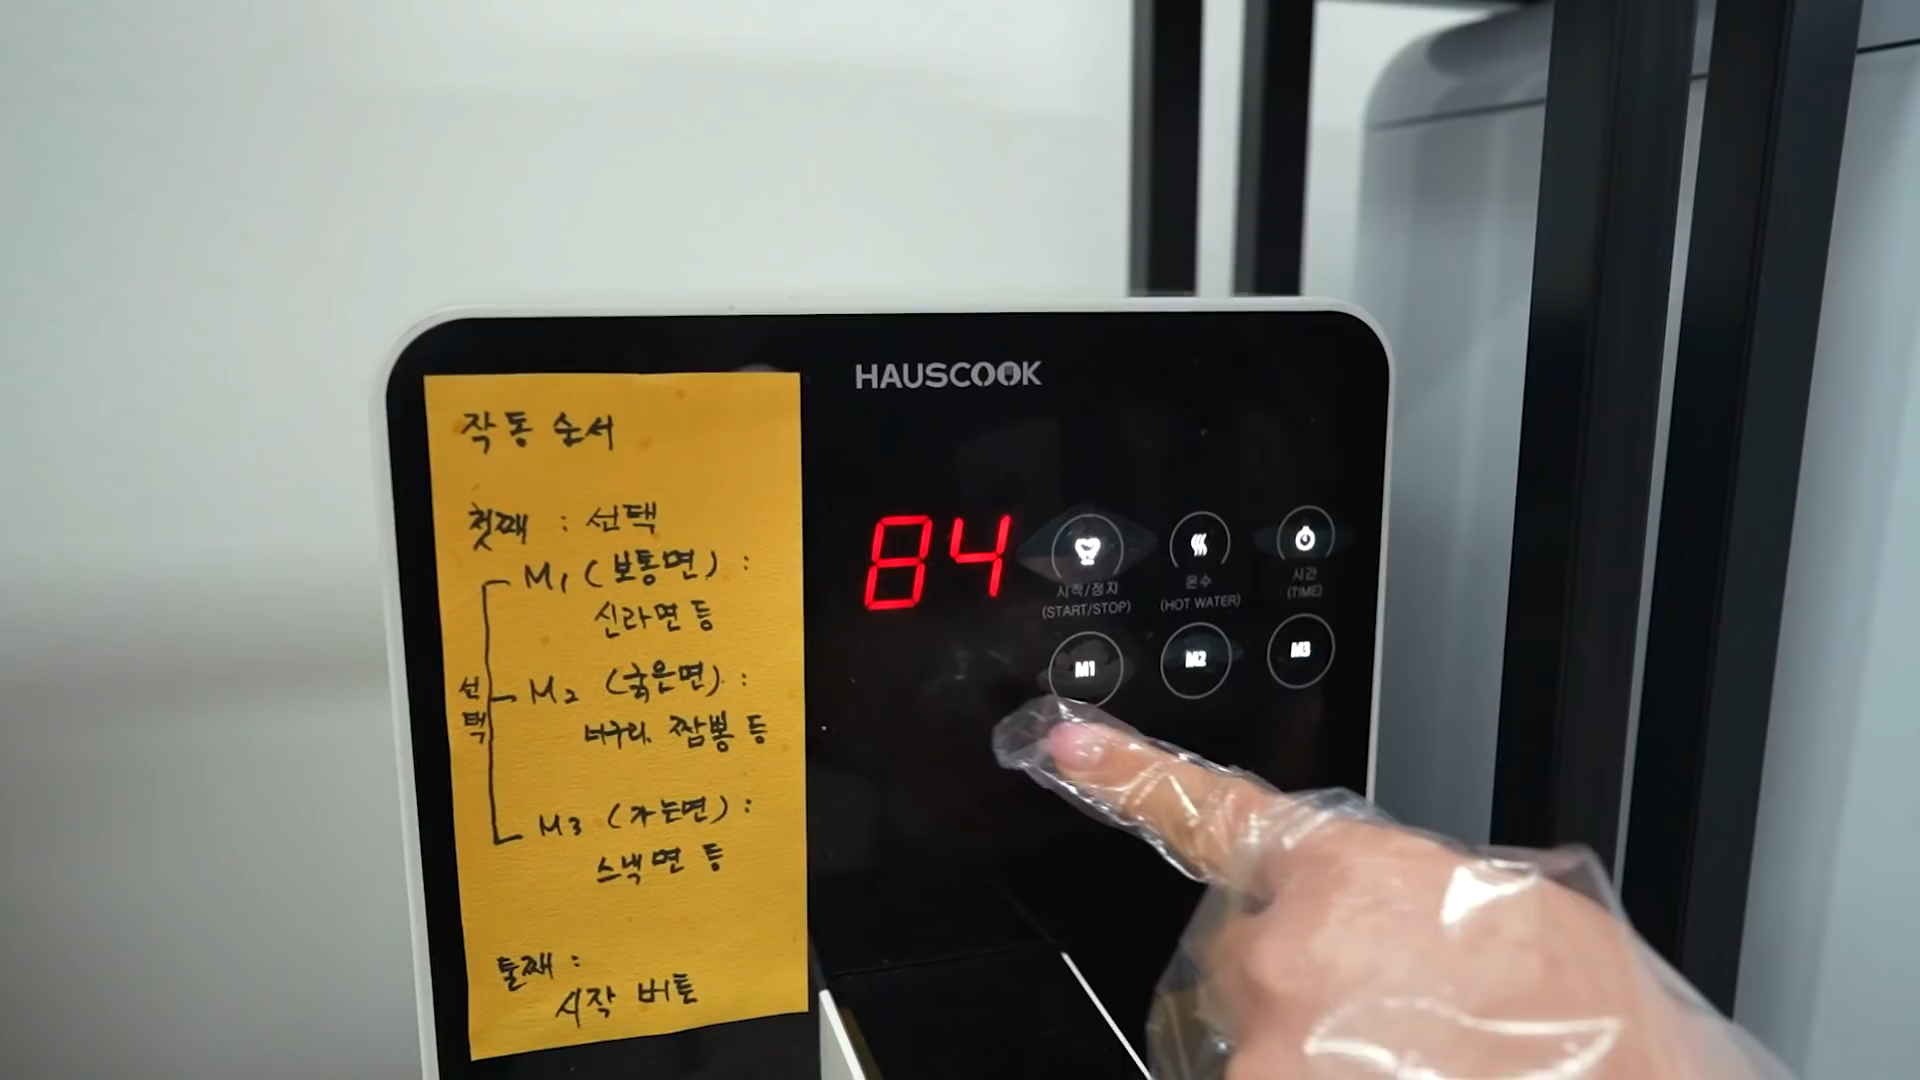 HAUSCOOK
작동 순서
첫째 : 선택
M1 (보통면) :
신라면 등
선택
M2 (굵은면) :
너구리, 짬뽕 등
M3 (가는면) :
스낵면 등
둘째 :
시작 버튼
84
시작/정지
(START/STOP)
온수
(HOT WATER)
시간
(TIME)
M1
M2
M3